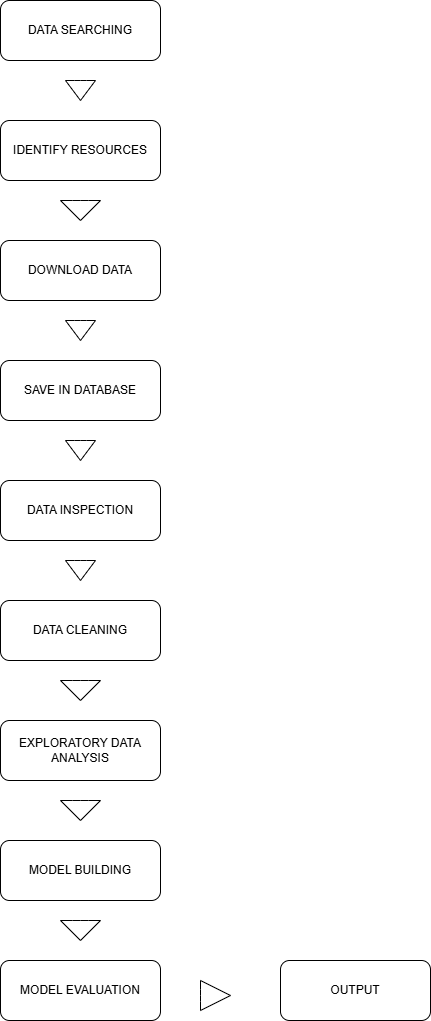 DATA SEARCHING
IDENTIFY RESOURCES
DOWNLOAD DATA
SAVE IN DATABASE
DATA INSPECTION
DATA CLEANING
EXPLORATORY DATA
ANALYSIS
MODEL BUILDING
MODEL EVALUATION
OUTPUT